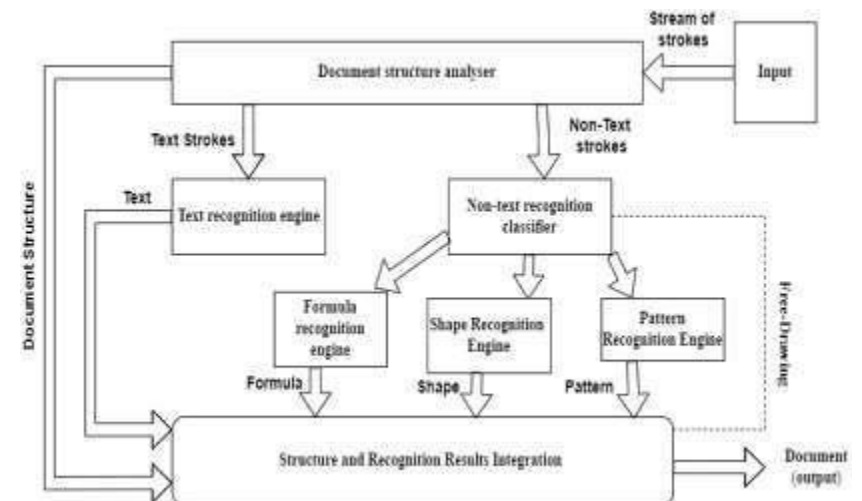 Stream of
strokes
Document structure analyser
Input
Text Strokes
Non-Text
strokes
Text
Text recognition engine
Non-text recognition
classifier
Document Structure
Formula
recognition
engine
Shape Recognition
Engine
Pattern
Recognition Engine
Free-Drawing
Formula
Shape
Pattern
Structure and Recognition Results Integration
Document
(output)